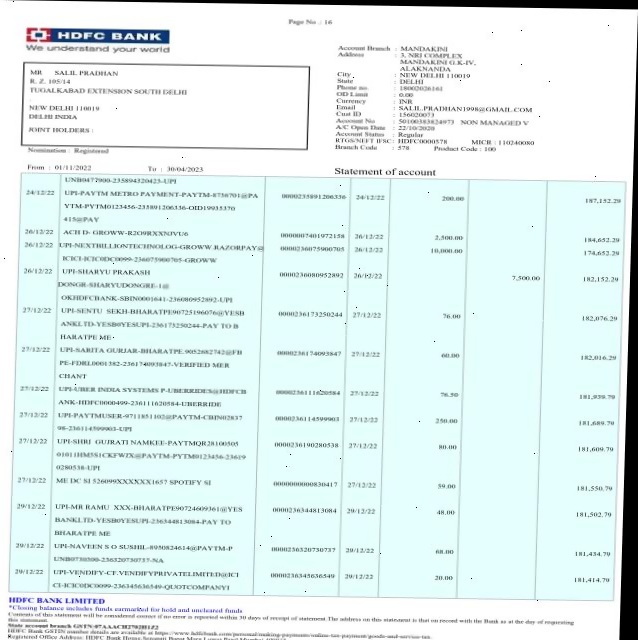 Page No .: 16
HDFC BANK
We understand your world
MR SALIL PRADHAN
R. Z. 105/14
TUGALKABAD EXTENSION SOUTH DELHI
NEW DELHI 110019
DELHI INDIA
JOINT HOLDERS :
Nomination : Registered
Account Branch : MANDAKINI
Address : 3, NRI COMPLEX
MANDAKINI G.K-IV,
ALAKNANDA
City : NEW DELHI 110019
State : DELHI
Phone no : 18002026161
OD Limit : 0.00
Currency : INR
Email : SALIL.PRADHAN1998@GMAIL.COM
Cust ID : 156020073
Account No : 50100383824973 NON MANAGED V
A/C Open Date : 22/10/2020
Account Status : Regular
RTGS/NEFT IFSC: HDFC0000578 MICR : 110240080
Branch Code : 578 Product Code : 100
From : 01/11/2022 To : 30/04/2023 Statement of account
UNB0477900-235894320423-UPI
24/12/22 UPI-PAYTM METRO PAYMENT-PAYTM-8736701@PA 0000235891206336 24/12/22 200.00 187,152.29
YTM-PYTM0123456-235891206336-OID19935370
415@PAY
26/12/22 ACH D- GROWW-R2O9RXXNJVU6 0000007401972158 26/12/22 2,500.00 184,652.29
26/12/22 UPI-NEXTBILLIONTECHNOLOG-GROWW.RAZORPAY@ 0000236075900705 26/12/22 10,000.00 174,652.29
ICICI-ICIC0DC0099-236075900705-GROWW
26/12/22 UPI-SHARYU PRAKASH 0000236080952892 26/12/22 7,500.00 182,152.29
DONGR-SHARYUDONGRE-1@
OKHDFCBANK-SBIN0001641-236080952892-UPI
27/12/22 UPI-SENTU SEKH-BHARATPE90725196076@YESB 0000236173250244 27/12/22 76.00 182,076.29
ANKLTD-YESB0YESUPI-236173250244-PAY TO B
HARATPE ME
27/12/22 UPI-SARITA GURJAR-BHARATPE.9052682742@FB 0000236174093847 27/12/22 60.00 182,016.29
PE-FDRL0001382-236174093847-VERIFIED MER
CHANT
27/12/22 UPI-UBER INDIA SYSTEMS P-UBERRIDES@HDFCB 0000236111620584 27/12/22 76.50 181,939.79
ANK-HDFC0000499-236111620584-UBERRIDE
27/12/22 UPI-PAYTMUSER-9711851102@PAYTM-CBIN02837 0000236114599903 27/12/22 250.00 181,689.79
98-236114599903-UPI
27/12/22 UPI-SHRI GUJRATI NAMKEE-PAYTMQR28100505 0000236190280538 27/12/22 80.00 181,609.79
01011HM5S1CKFWIX@PAYTM-PYTM0123456-23619
0280538-UPI
27/12/22 ME DC SI 526099XXXXXX1657 SPOTIFY SI 0000000000830417 27/12/22 59.00 181,550.79
29/12/22 UPI-MR RAMU XXX-BHARATPE90724609361@YES 0000236344813084 29/12/22 48.00 181,502.79
BANKLTD-YESB0YESUPI-236344813084-PAY TO
BHARATPE ME
29/12/22 UPI-NAVEEN S O SUSHIL-8950824614@PAYTM-P 0000236320730737 29/12/22 68.00 181,434.79
UNB0730300-236320730737-NA
29/12/22 UPI-VENDIFY-CF.VENDIFYPRIVATELIMITED@ICI 0000236345636549 29/12/22 20.00 181,414.79
CI-ICIC0DC0099-236345636549-QUOTCOMPANYI
HDFC BANK LIMITED
*Closing balance includes funds earmarked for hold and uncleared funds
Contents of this statement will be considered correct if no error is reported within 30 days of receipt of statement. The address on this statement is that on record with the Bank as at the day of requesting
this statement.
State account branch GSTN:07AAACH2702H1Z2
HDFC Bank GSTIN number details are available at https://www.hdfcbank.com/personal/making-payments/online-tax-payment/goods-and-service-tax.